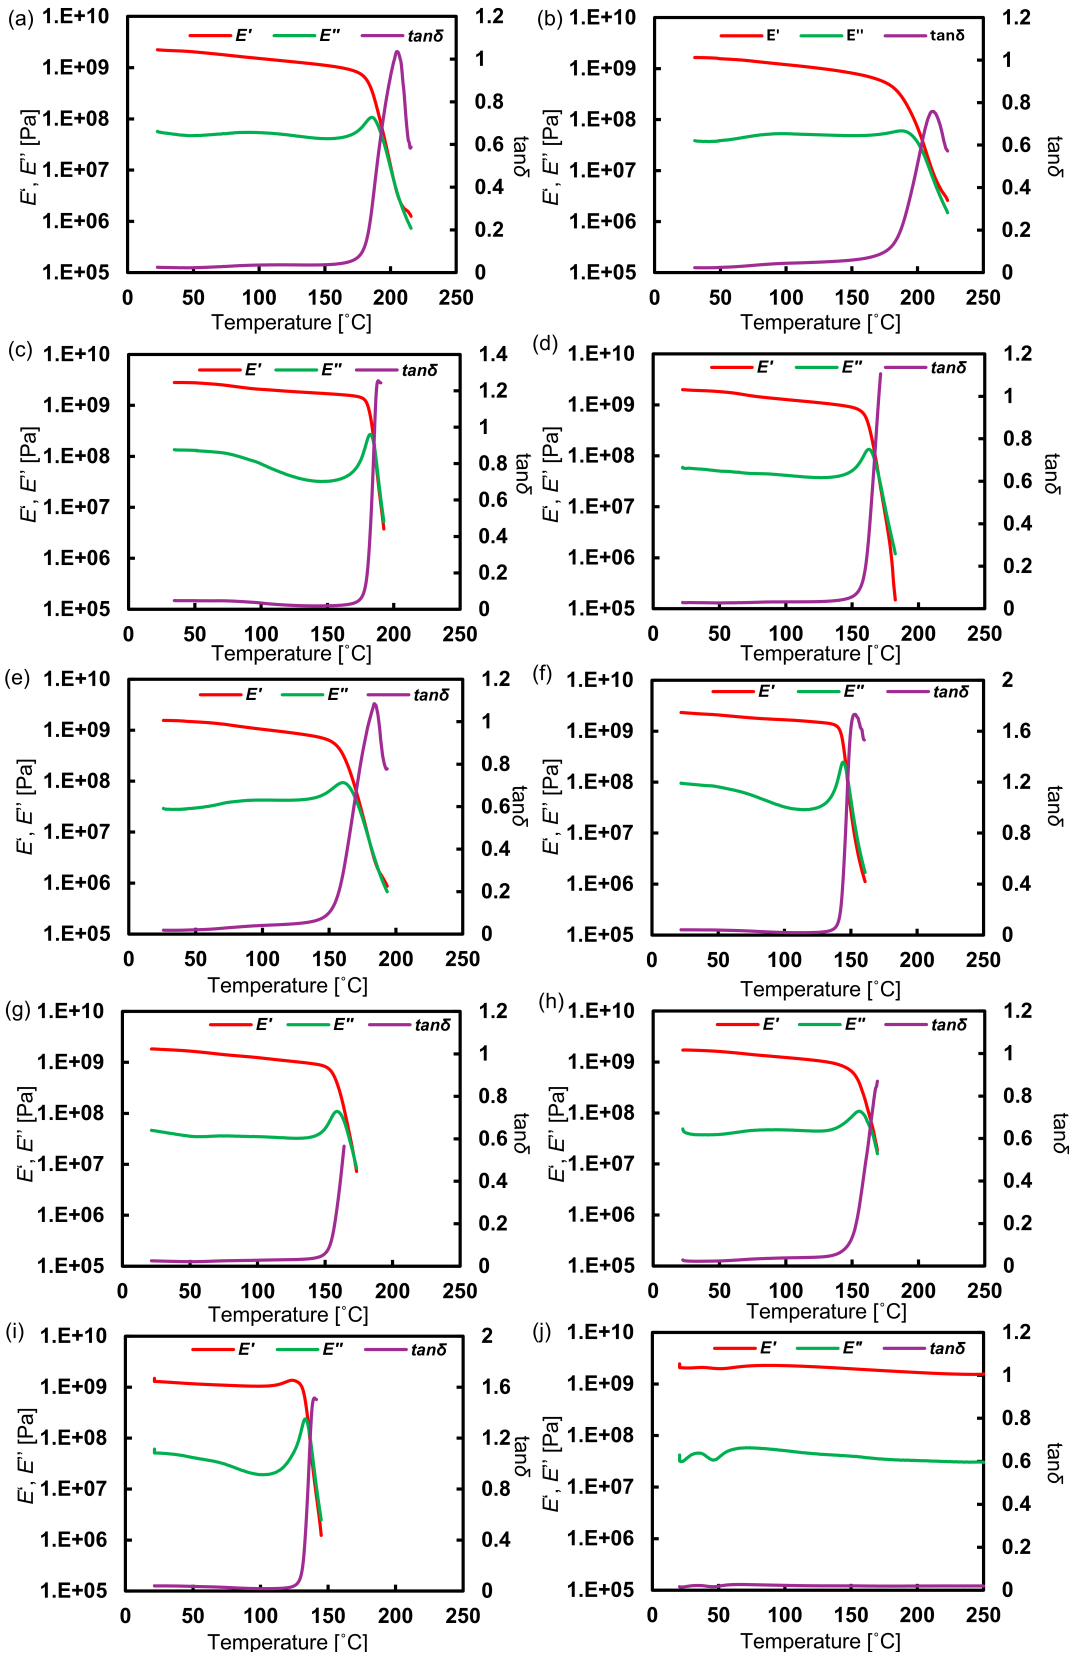 (a)
1.E+10
1.E+09
1.E+08
1.E+07
1.E+06
1.E+05
E‘, E’’ [Pa]
E' E'' tanδ
1.2
1
0.8
0.6
0.4
0.2
0
tanδ
0 50 100 150 200 250
Temperature [˚C]
(b)
1.E+10
1.E+09
1.E+08
1.E+07
1.E+06
1.E+05
E‘, E’’ [Pa]
E' E'' tanδ
1.2
1
0.8
0.6
0.4
0.2
0
tanδ
0 50 100 150 200 250
Temperature [˚C]
(c)
1.E+10
1.E+09
1.E+08
1.E+07
1.E+06
1.E+05
E‘, E’’ [Pa]
E' E'' tanδ
1.4
1.2
1
0.8
0.6
0.4
0.2
0
tanδ
0 50 100 150 200 250
Temperature [˚C]
(d)
1.E+10
1.E+09
1.E+08
1.E+07
1.E+06
1.E+05
E‘, E’’ [Pa]
E' E'' tanδ
1.2
1
0.8
0.6
0.4
0.2
0
tanδ
0 50 100 150 200 250
Temperature [˚C]
(e)
1.E+10
1.E+09
1.E+08
1.E+07
1.E+06
1.E+05
E‘, E’’ [Pa]
E' E'' tanδ
1.2
1
0.8
0.6
0.4
0.2
0
tanδ
0 50 100 150 200 250
Temperature [˚C]
(f)
1.E+10
1.E+09
1.E+08
1.E+07
1.E+06
1.E+05
E‘, E’’ [Pa]
E' E'' tanδ
2
1.6
1.2
0.8
0.4
0
tanδ
0 50 100 150 200 250
Temperature [˚C]
(g)
1.E+10
1.E+09
1.E+08
1.E+07
1.E+06
1.E+05
E‘, E’’ [Pa]
E' E'' tanδ
1.2
1
0.8
0.6
0.4
0.2
0
tanδ
0 50 100 150 200 250
Temperature [˚C]
(h)
1.E+10
1.E+09
1.E+08
1.E+07
1.E+06
1.E+05
E‘, E’’ [Pa]
E' E'' tanδ
1.2
1
0.8
0.6
0.4
0.2
0
tanδ
0 50 100 150 200 250
Temperature [˚C]
(i)
1.E+10
1.E+09
1.E+08
1.E+07
1.E+06
1.E+05
E‘, E’’ [Pa]
E' E'' tanδ
2
1.6
1.2
0.8
0.4
0
tanδ
0 50 100 150 200 250
Temperature [˚C]
(j)
1.E+10
1.E+09
1.E+08
1.E+07
1.E+06
1.E+05
E‘, E’’ [Pa]
E' E'' tanδ
1.2
1
0.8
0.6
0.4
0.2
0
tanδ
0 50 100 150 200 250
Temperature [˚C]